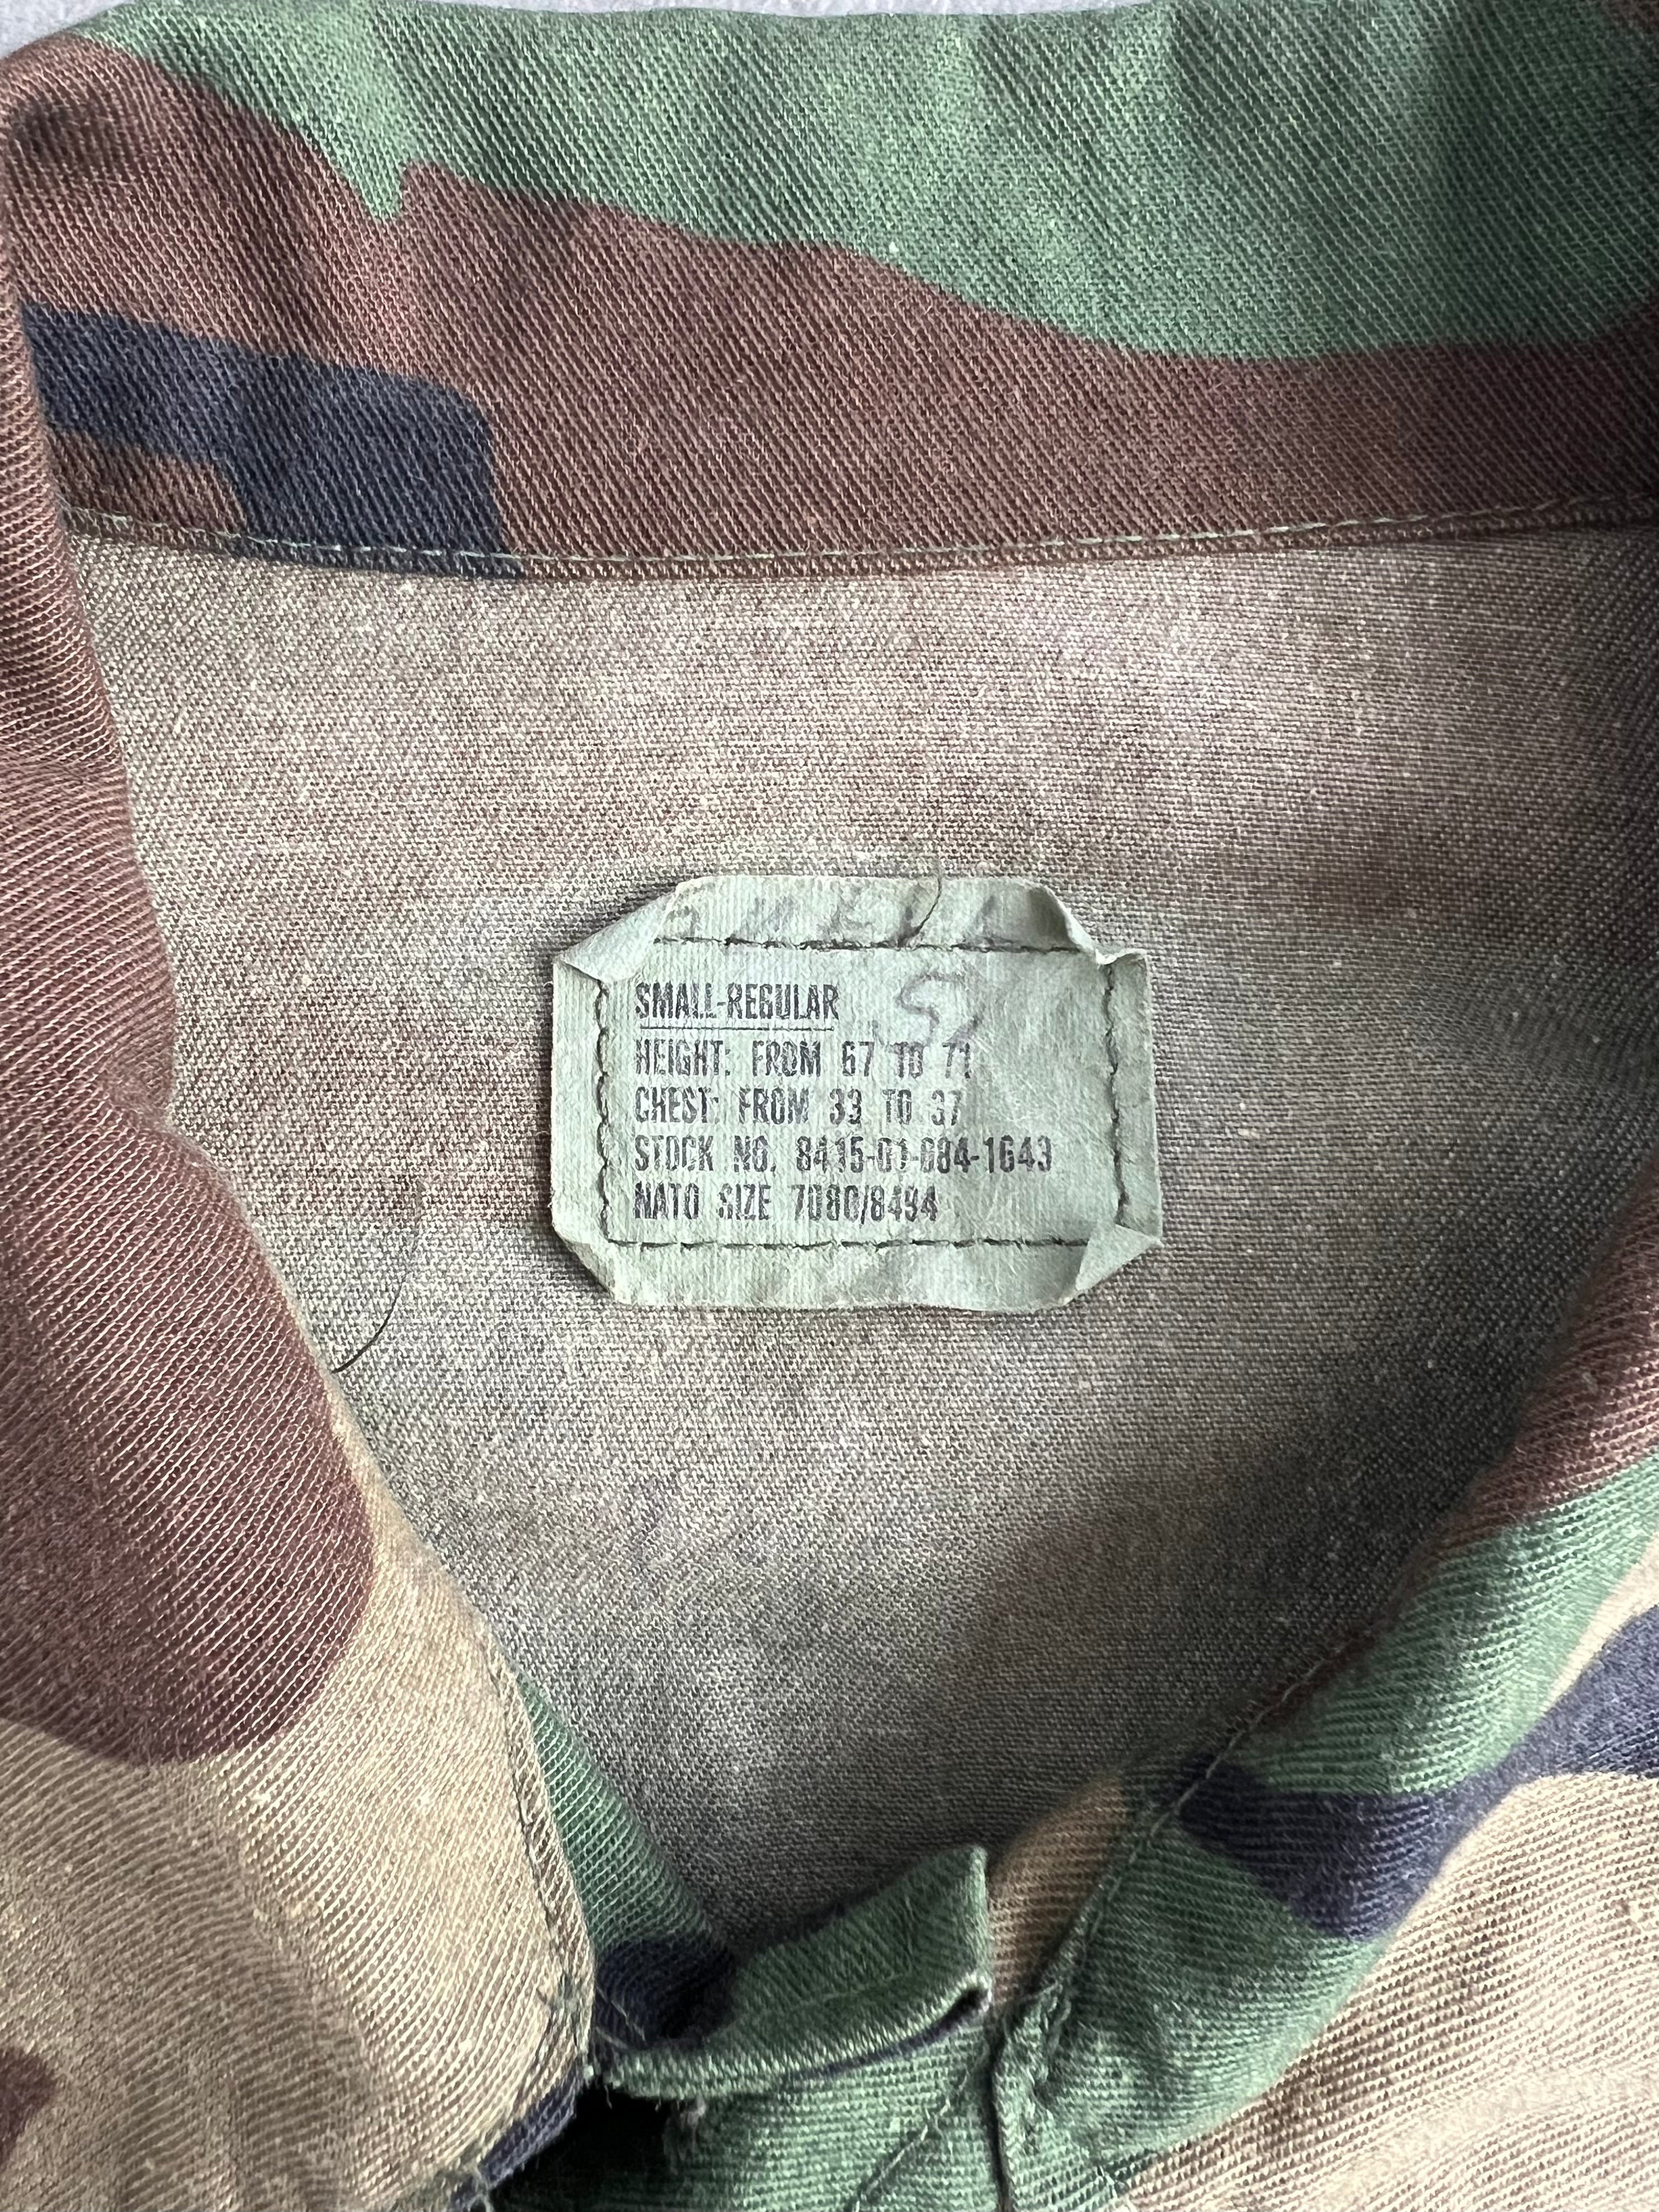 SMALL-REGULAR
HEIGHT: FROM 67 TO 71
CHEST: FROM 33 TO 37
STOCK NO. 8415-01-084-1643
NATO SIZE 7080/8494